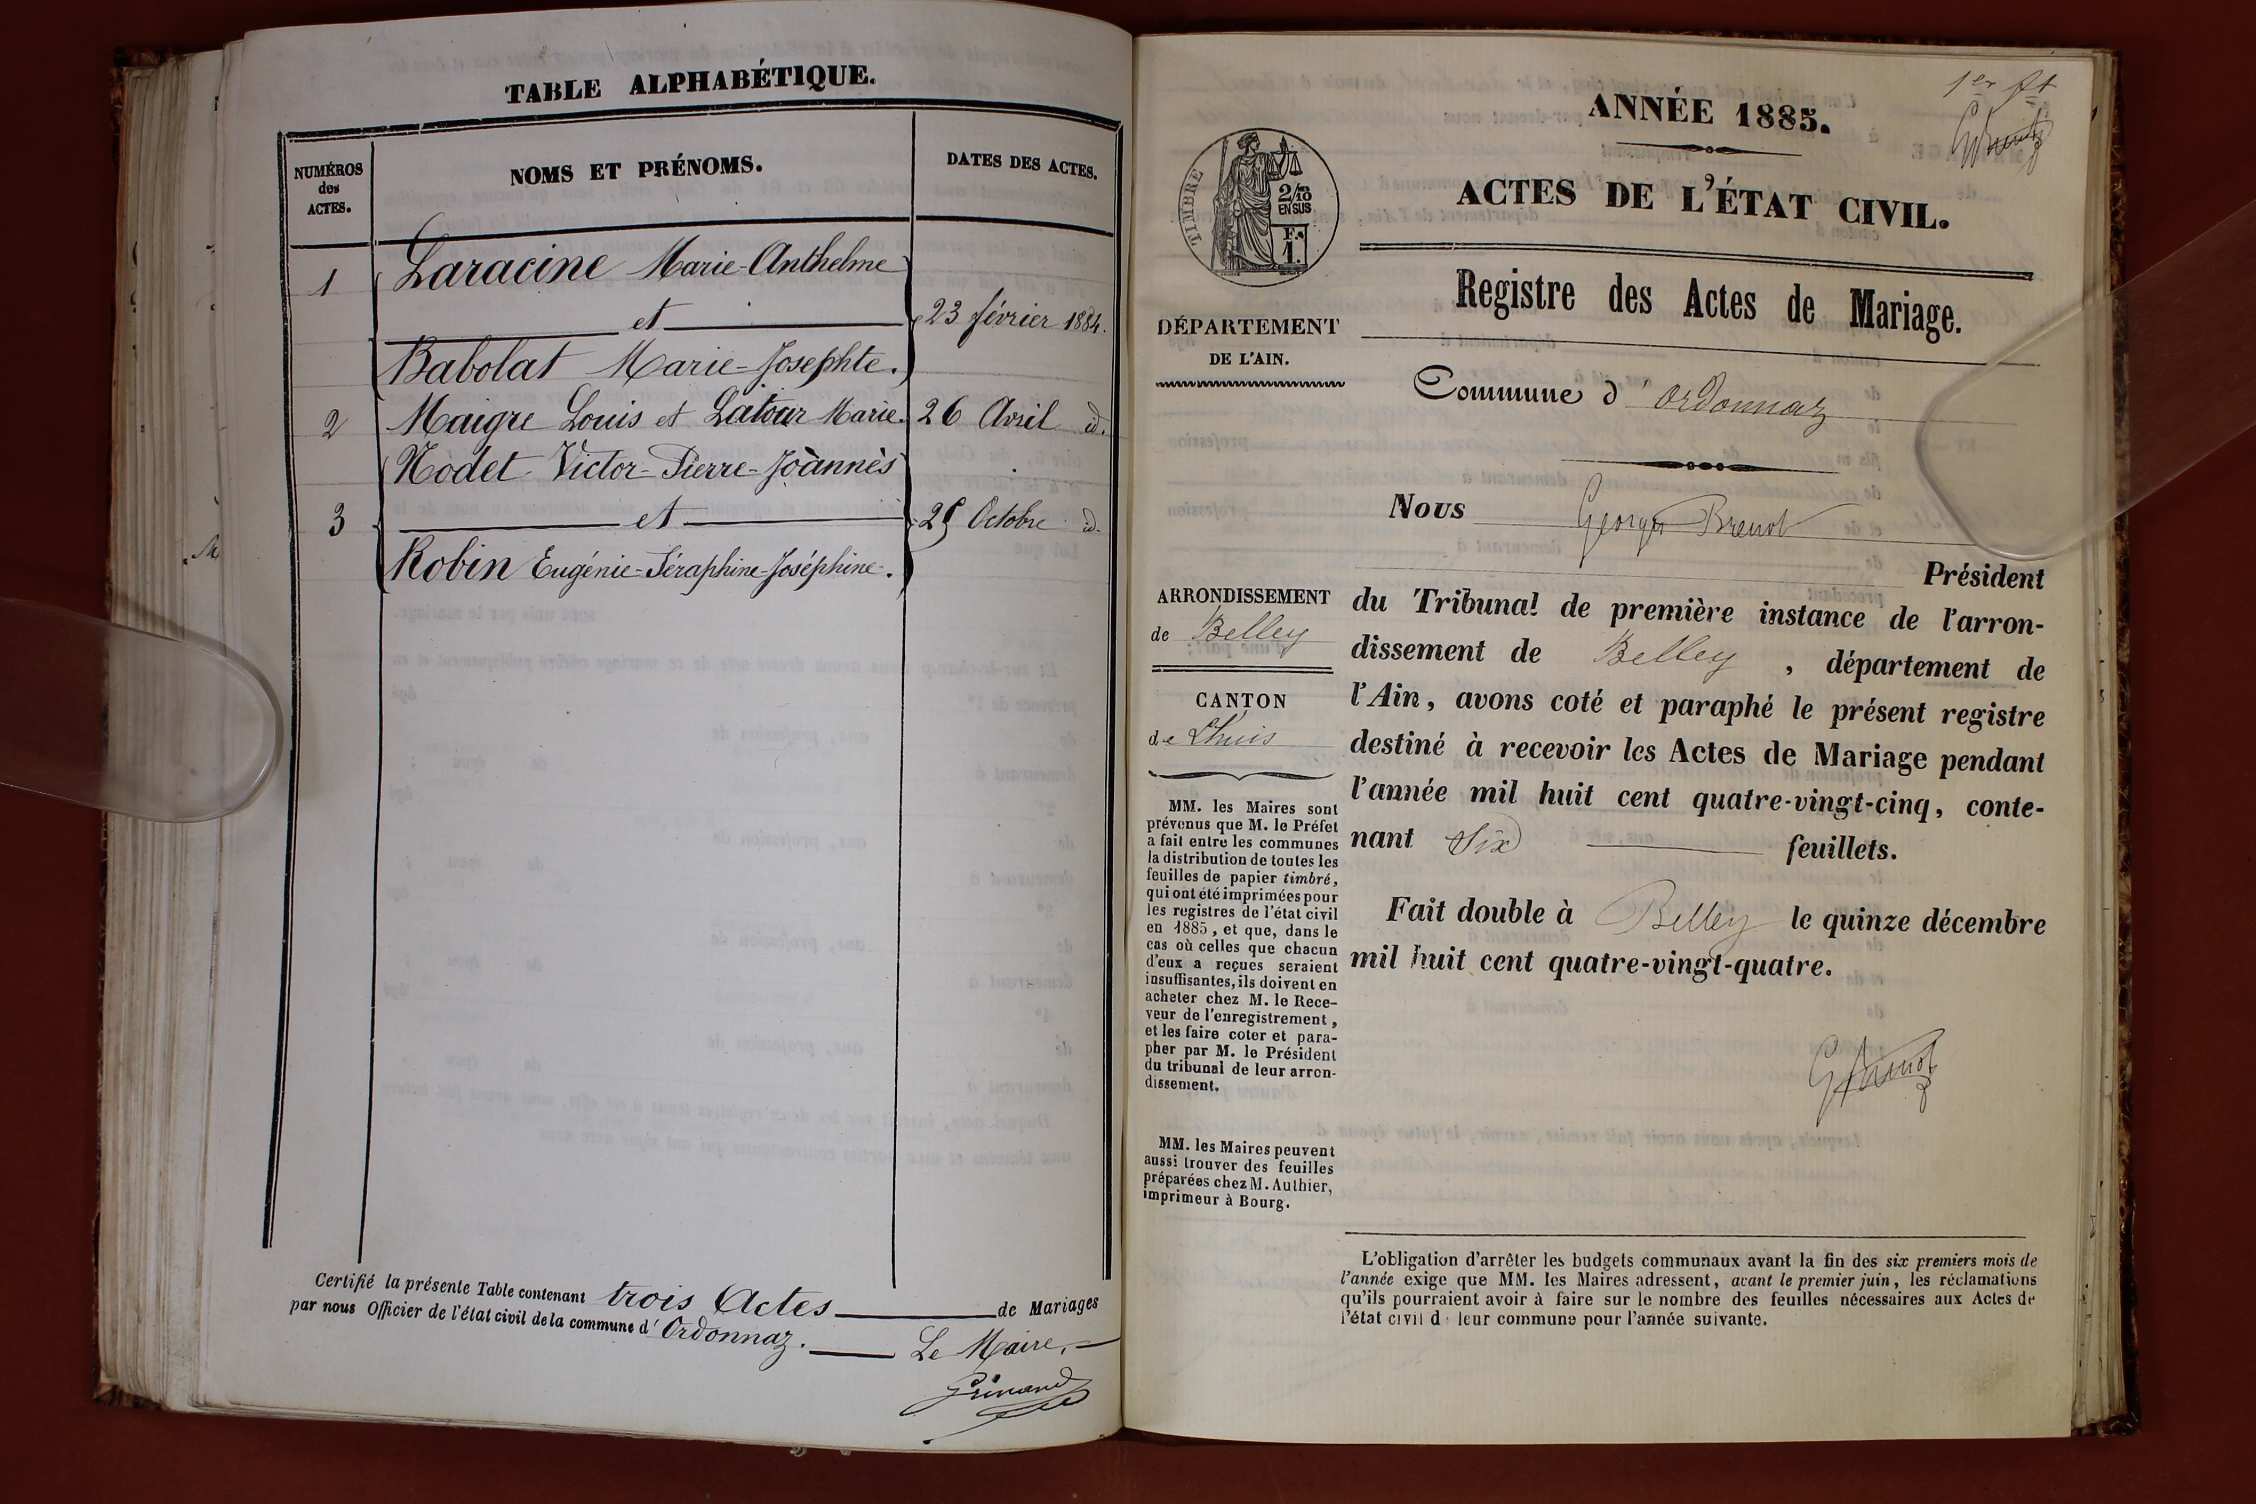 TABLE ALPHABÉTIQUE.
NUMÉROS
des
ACTES.
NOMS ET PRÉNOMS.
DATES DES ACTES.
1
Laracine Marie-Anthelme
et
23 février 1884.
Babolat Marie-Josephte.
2 Maigre Louis et Latour Marie. 26 Avril id.
Nodet Victor-Pierre-Joànnès
3 et 25 Octobre id.
Robin Eugénie-Séraphine-Joséphine.
Certifié la présente Table contenant trois Actes de Mariages
par nous Officier de l'état civil de la commune d' Ordonnaz.
Le Maire,
1er ft
ANNÉE 1885.
ACTES DE L'ÉTAT CIVIL.
TIMBRE
2/10
EN SUS
F.
1.
DÉPARTEMENT
DE L'AIN.
Registre des Actes de Mariage.
Commune d' Ordonnaz
Nous Georges Brenot
Président
du Tribunal de première instance de l'arron-
dissement de Belley, département de
l'Ain, avons coté et paraphé le présent registre
destiné à recevoir les Actes de Mariage pendant
l'année mil huit cent quatre-vingt-cinq, conte-
nant Six feuillets.
Fait double à Belley le quinze décembre
mil huit cent quatre-vingt-quatre.
ARRONDISSEMENT
de Belley
CANTON
de Lhuis
MM. les Maires sont
prévenus que M. le Préfet
a fait entre les communes
la distribution de toutes les
feuilles de papier timbré,
qui ont été imprimées pour
les registres de l'état civil
en 1885, et que, dans le
cas où celles que chacun
d'eux a reçues seraient
insuffisantes, ils doivent en
acheter chez M. le Rece-
veur de l'enregistrement,
et les faire coter et para-
pher par M. le Président
du tribunal de leur arron-
dissement.
MM. les Maires peuvent
aussi trouver des feuilles
préparées chez M. Authier,
imprimeur à Bourg.
L'obligation d'arrêter les budgets communaux avant la fin des six premiers mois de
l'année exige que MM. les Maires adressent, avant le premier juin, les réclamations
qu'ils pourraient avoir à faire sur le nombre des feuilles nécessaires aux Actes de
l'état civil d leur commune pour l'année suivante.